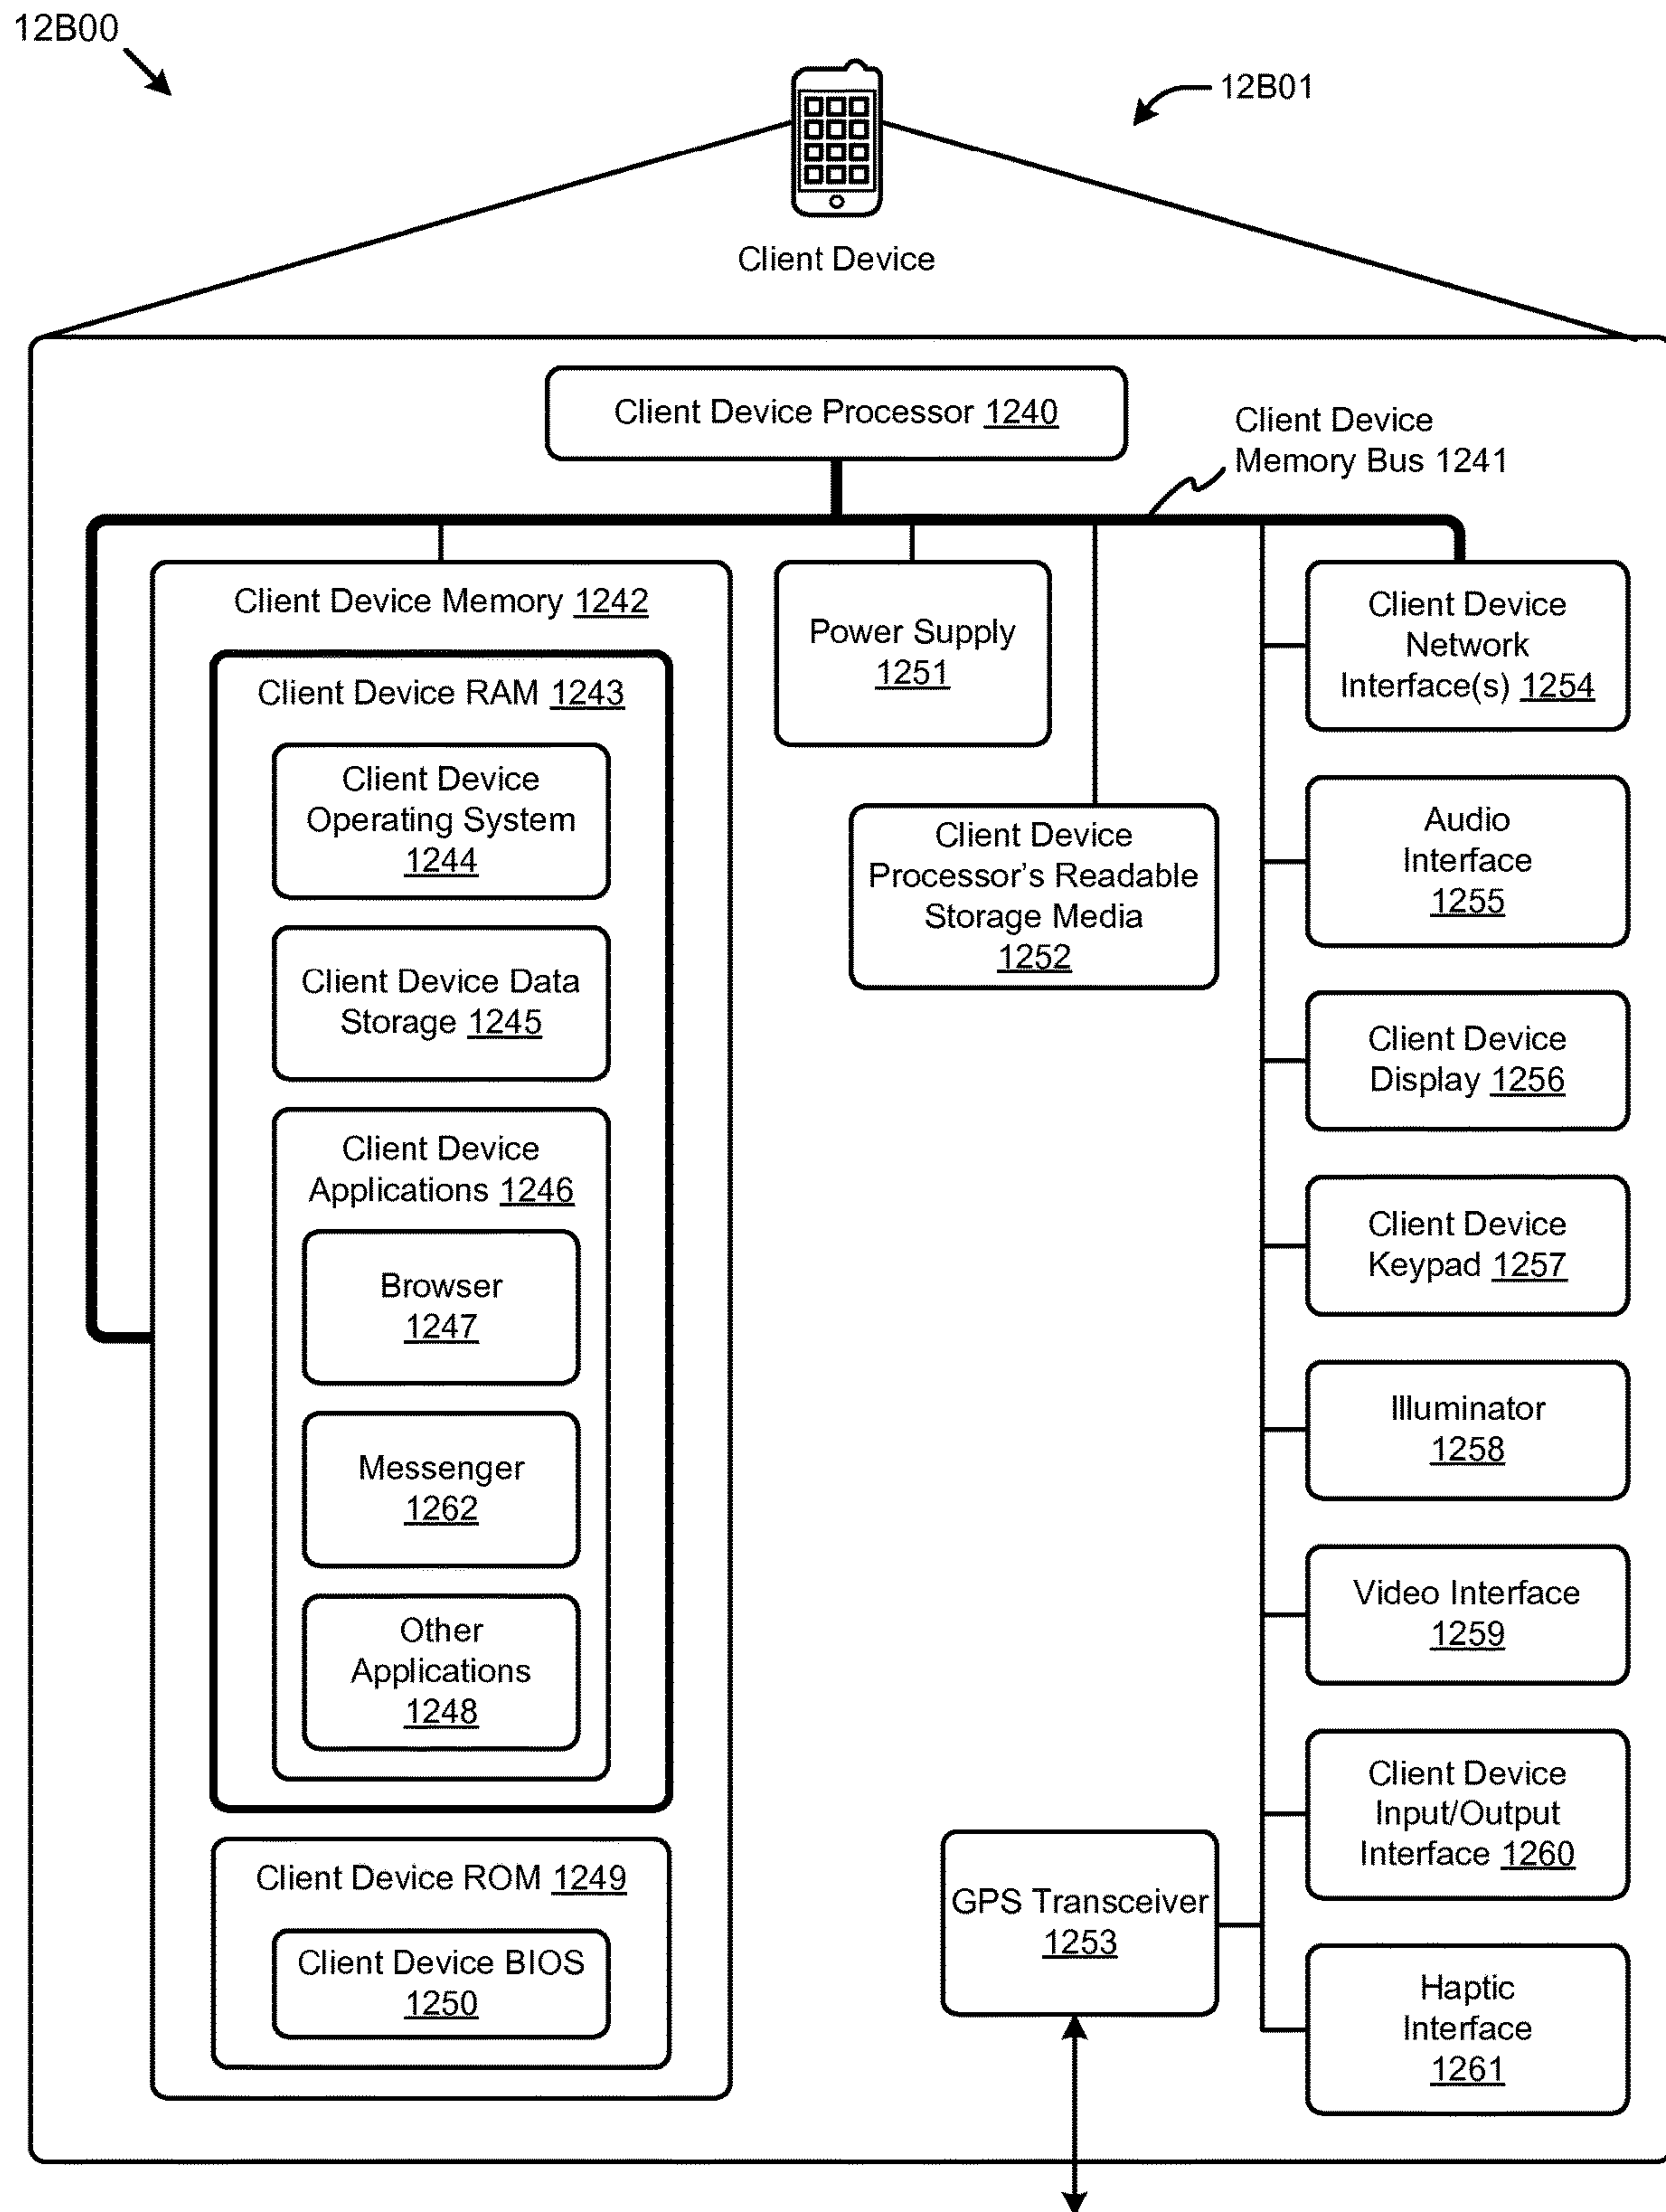 12B00
12B01
Client Device
Client Device Processor 1240
Client Device
Memory Bus 1241
Client Device Memory 1242
Client Device RAM 1243
Client Device
Operating System
1244
Client Device Data
Storage 1245
Client Device
Applications 1246
Browser
1247
Messenger
1262
Other
Applications
1248
Client Device ROM 1249
Client Device BIOS
1250
Power Supply
1251
Client Device
Processor’s Readable
Storage Media
1252
GPS Transceiver
1253
Client Device
Network
Interface(s) 1254
Audio
Interface
1255
Client Device
Display 1256
Client Device
Keypad 1257
Illuminator
1258
Video Interface
1259
Client Device
Input/Output
Interface 1260
Haptic
Interface
1261